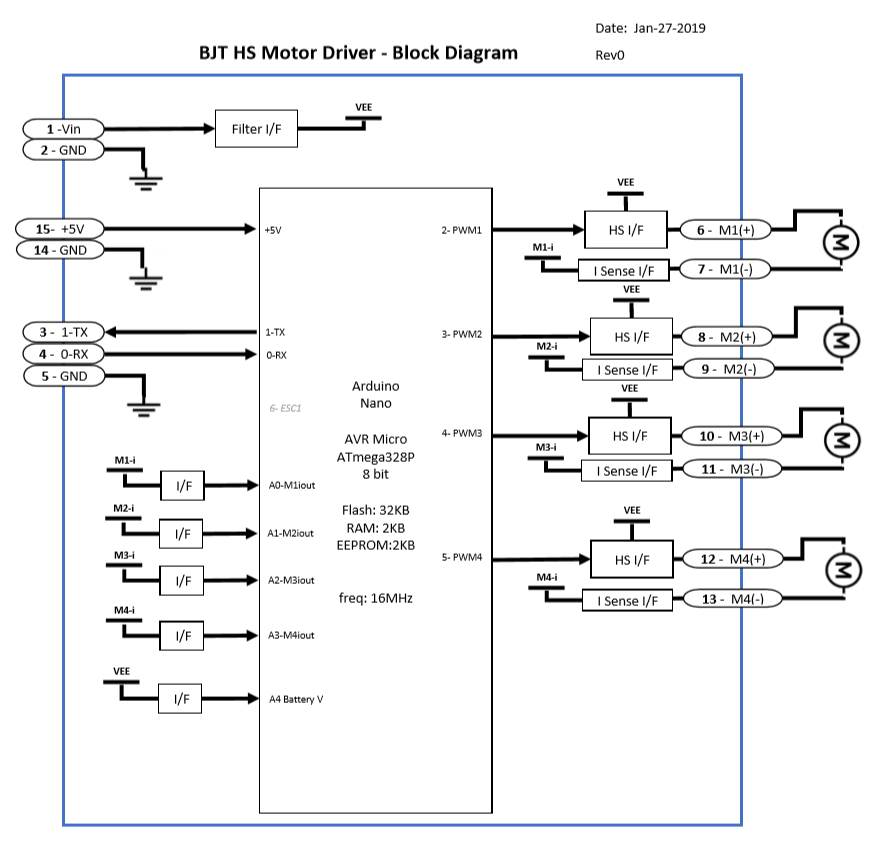 Date: Jan-27-2019
BJT HS Motor Driver - Block Diagram
Rev0
VEE
1 -Vin
Filter I/F
2 - GND
VEE
15- +5V
+5V
2- PWM1
HS I/F
6 - M1(+)
14 - GND
M1-i
M
I Sense I/F
7 - M1(-)
VEE
3 - 1-TX
1-TX
3- PWM2
HS I/F
8 - M2(+)
4 - 0-RX
0-RX
M2-i
M
5 - GND
I Sense I/F
9 - M2(-)
Arduino
Nano
VEE
6- ESC1
4- PWM3
HS I/F
10 - M3(+)
AVR Micro
ATmega328P
8 bit
M3-i
M
I Sense I/F
11 - M3(-)
M1-i
I/F
A0-M1iout
Flash: 32KB
RAM: 2KB
EEPROM:2KB
M2-i
I/F
A1-M2iout
VEE
5- PWM4
HS I/F
12 - M4(+)
M3-i
I/F
A2-M3iout
M4-i
M
freq: 16MHz
I Sense I/F
13 - M4(-)
M4-i
I/F
A3-M4iout
VEE
I/F
A4 Battery V